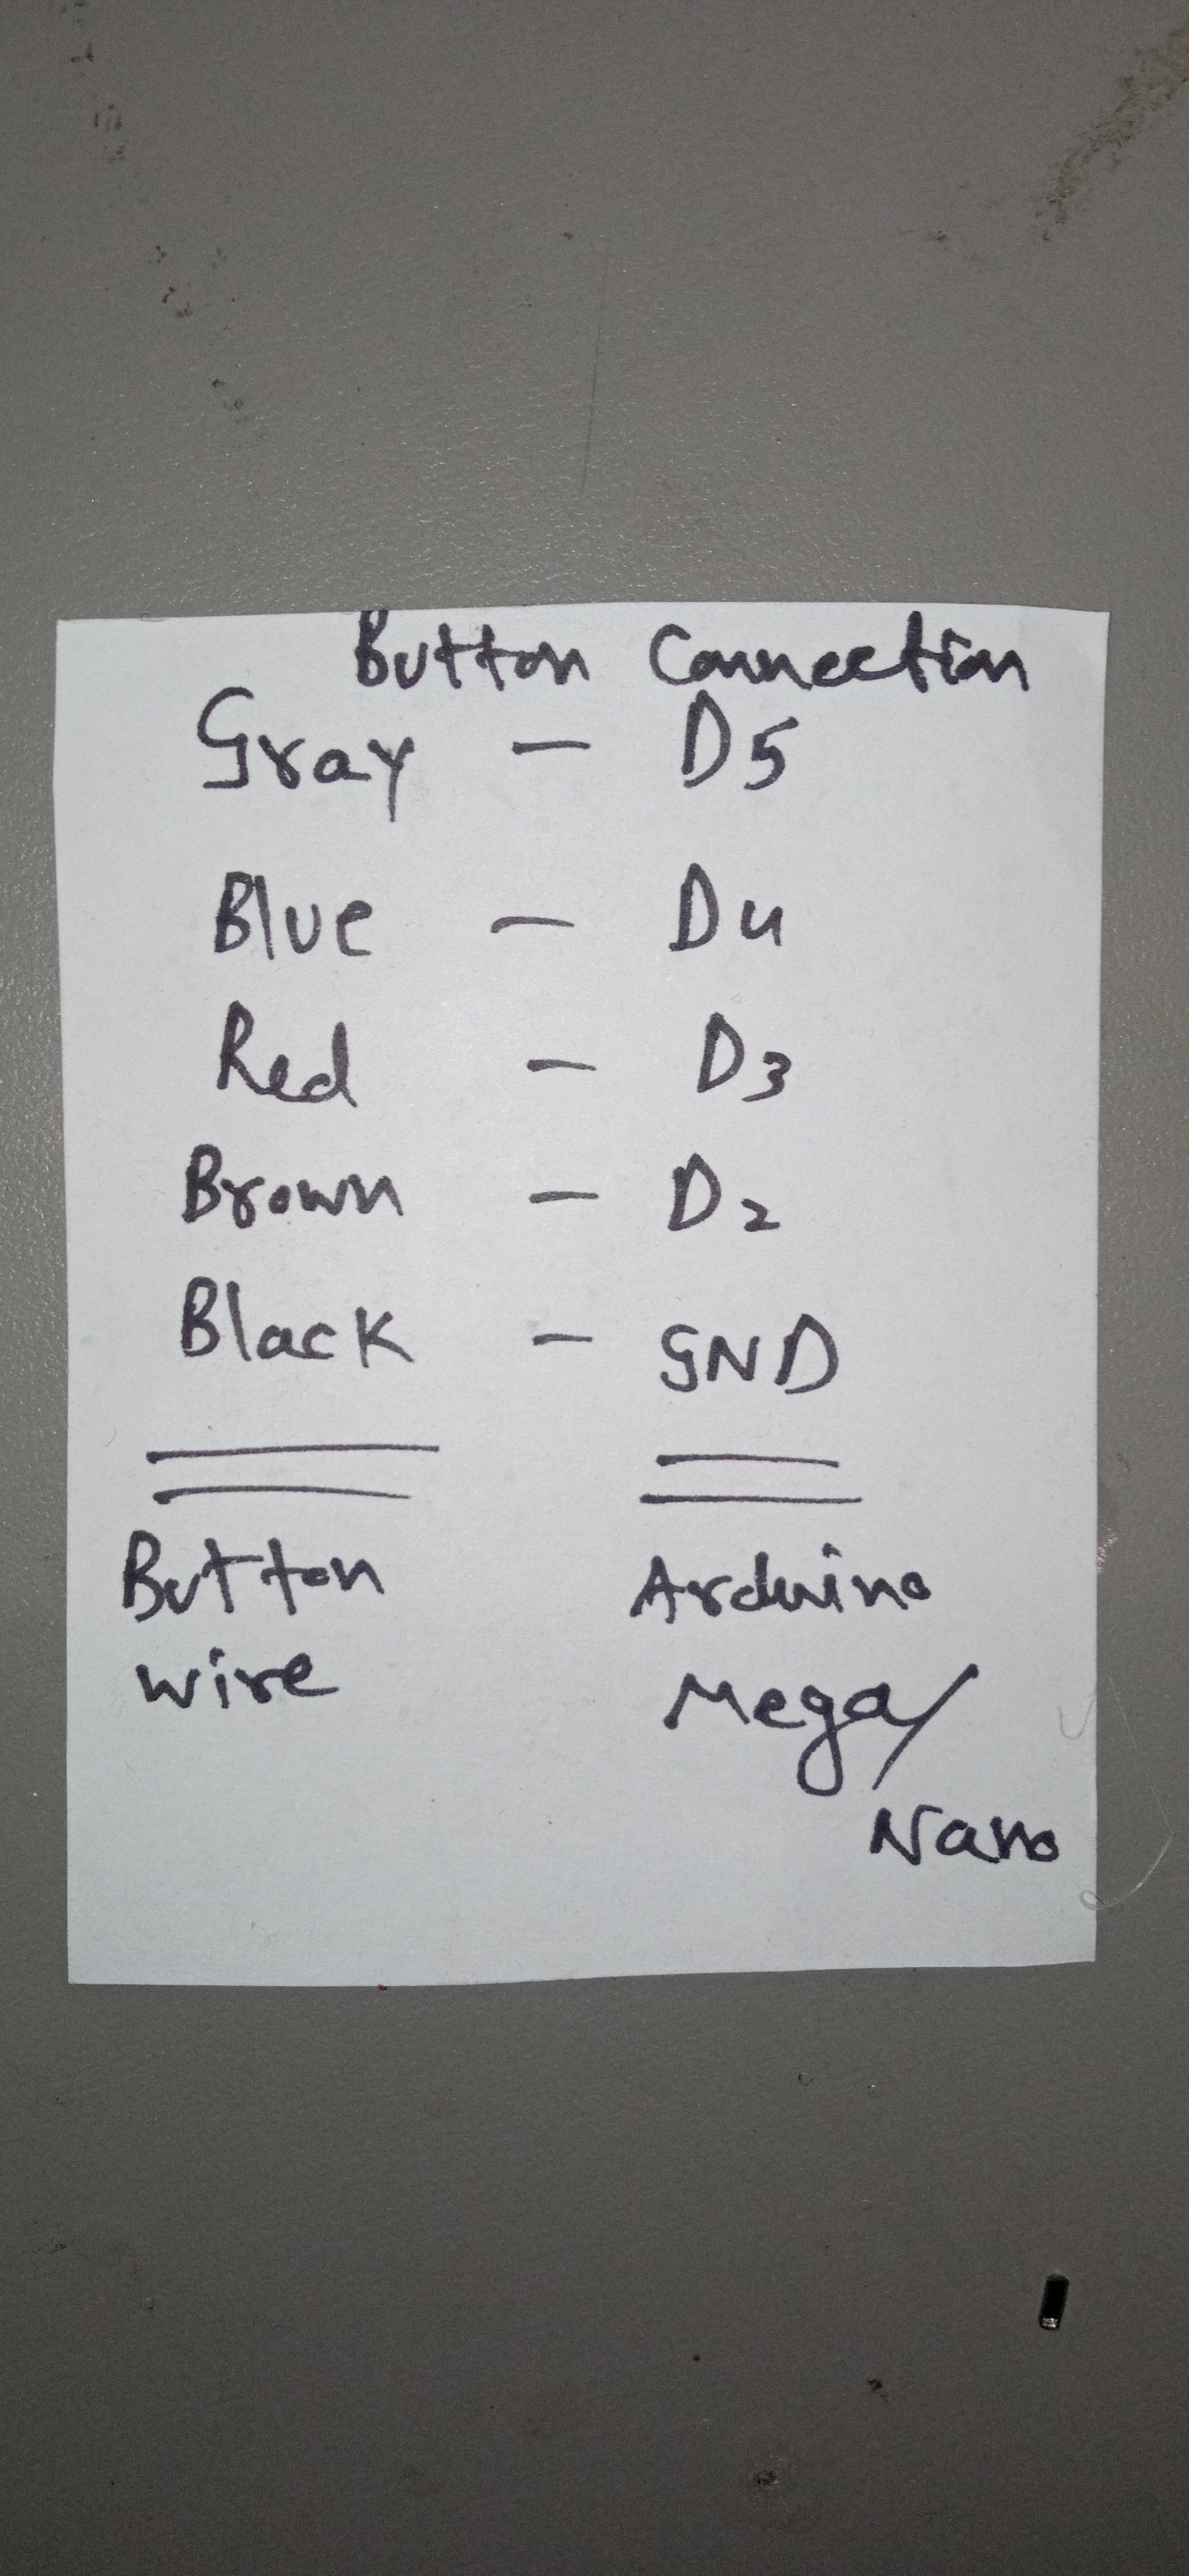 Button Connection
Gray - D5
Blue - D4
Red - D3
Brown - D2
Black - GND
Button Arduino
wire Mega/
Nano